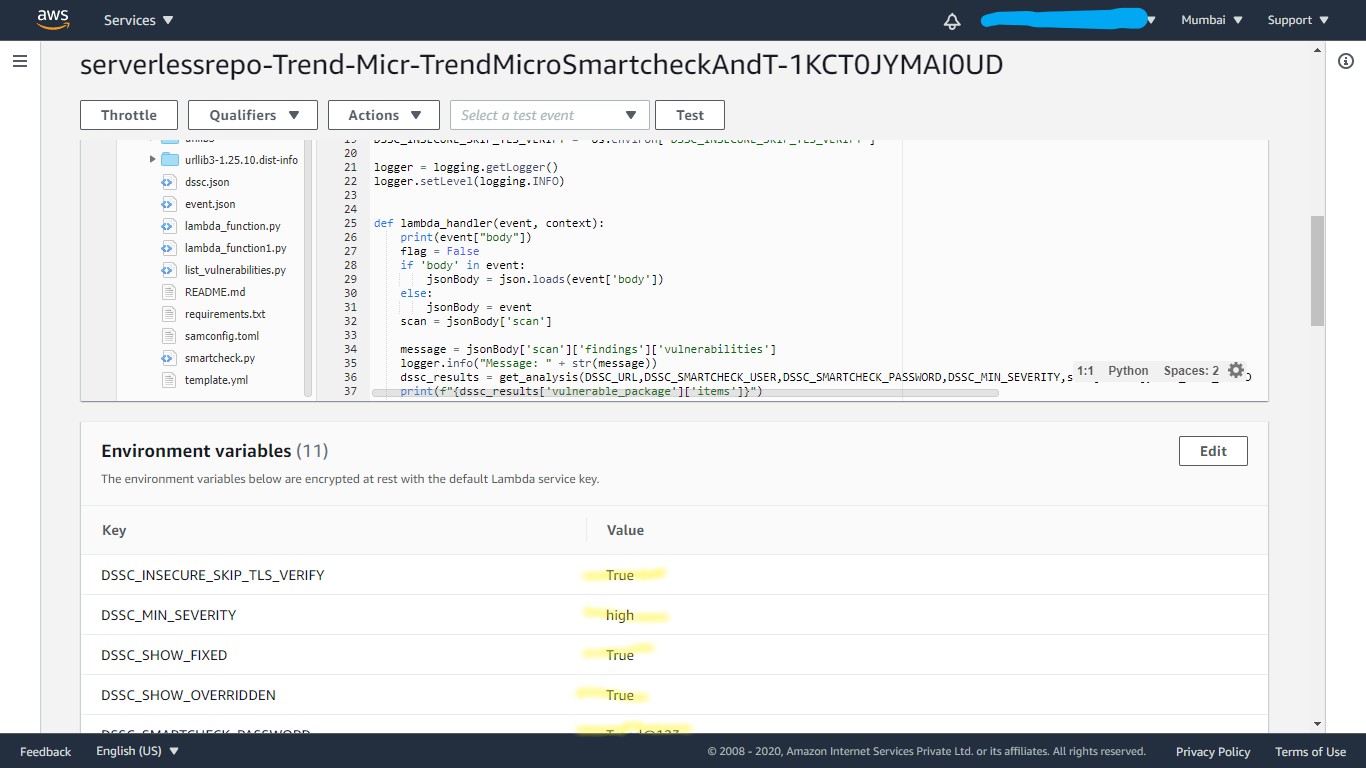 aws Services Mumbai Support
serverlessrepo-Trend-Micr-TrendMicroSmartcheckAndT-1KCT0JYMAI0UD
Throttle Qualifiers Actions Select a test event Test
urllib3
urllib3-1.25.10.dist-info
dssc.json
event.json
lambda_function.py
lambda_function1.py
list_vulnerabilities.py
README.md
requirements.txt
samconfig.toml
smartcheck.py
template.yml
19 DSSC_INSECURE_SKIP_TLS_VERIFY = os.environ["DSSC_INSECURE_SKIP_TLS_VERIFY"]
20
21 logger = logging.getLogger()
22 logger.setLevel(logging.INFO)
23
24
25 def lambda_handler(event, context):
26 print(event["body"])
27 flag = False
28 if 'body' in event:
29 jsonBody = json.loads(event['body'])
30 else:
31 jsonBody = event
32 scan = jsonBody['scan']
33
34 message = jsonBody['scan']['findings']['vulnerabilities']
35 logger.info("Message: " + str(message))
36 dssc_results = get_analysis(DSSC_URL,DSSC_SMARTCHECK_USER,DSSC_SMARTCHECK_PASSWORD,DSSC_MIN_SEVERITY,
37 print(f"{dssc_results['vulnerable_package']['items']}")
1:1 Python Spaces: 2
Environment variables (11)
Edit
The environment variables below are encrypted at rest with the default Lambda service key.
Key Value
DSSC_INSECURE_SKIP_TLS_VERIFY True
DSSC_MIN_SEVERITY high
DSSC_SHOW_FIXED True
DSSC_SHOW_OVERRIDDEN True
DSSC_SMARTCHECK_PASSWORD
Feedback English (US) © 2008 - 2020, Amazon Internet Services Private Ltd. or its affiliates. All rights reserved. Privacy Policy Terms of Use